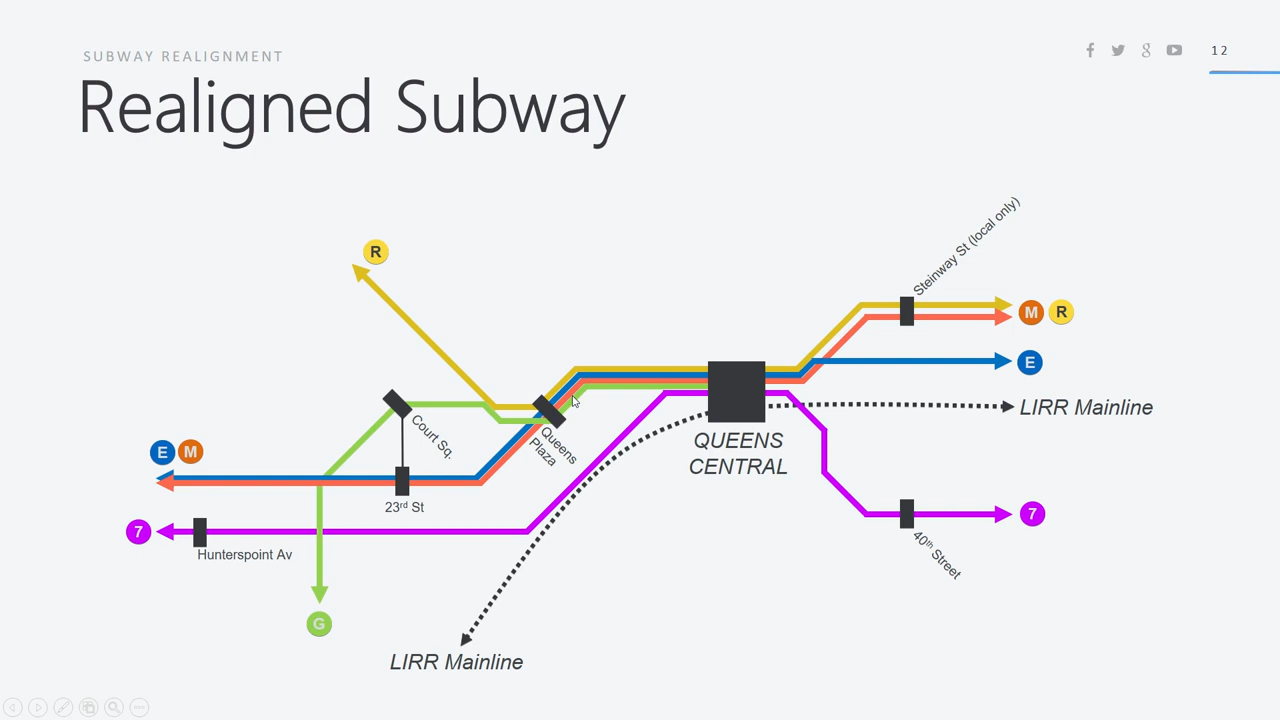 SUBWAY REALIGNMENT
12
Realigned Subway
R
Steinway St (local only)
M R
E
LIRR Mainline
QUEENS
CENTRAL
Court Sq.
Queens
Plaza
E M
23rd St
7
Hunterspoint Av
7
40th Street
G
LIRR Mainline